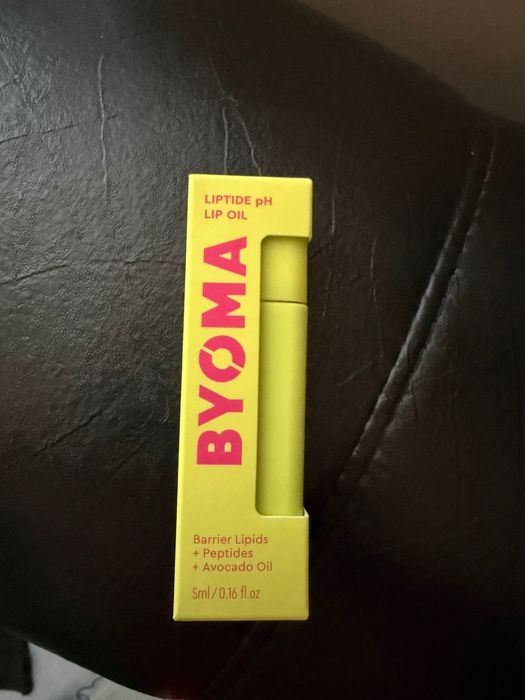 LIPTIDE pH
LIP OIL
BYOMA
Barrier Lipids
+ Peptides
+ Avocado Oil
5ml/0.16 fl.oz